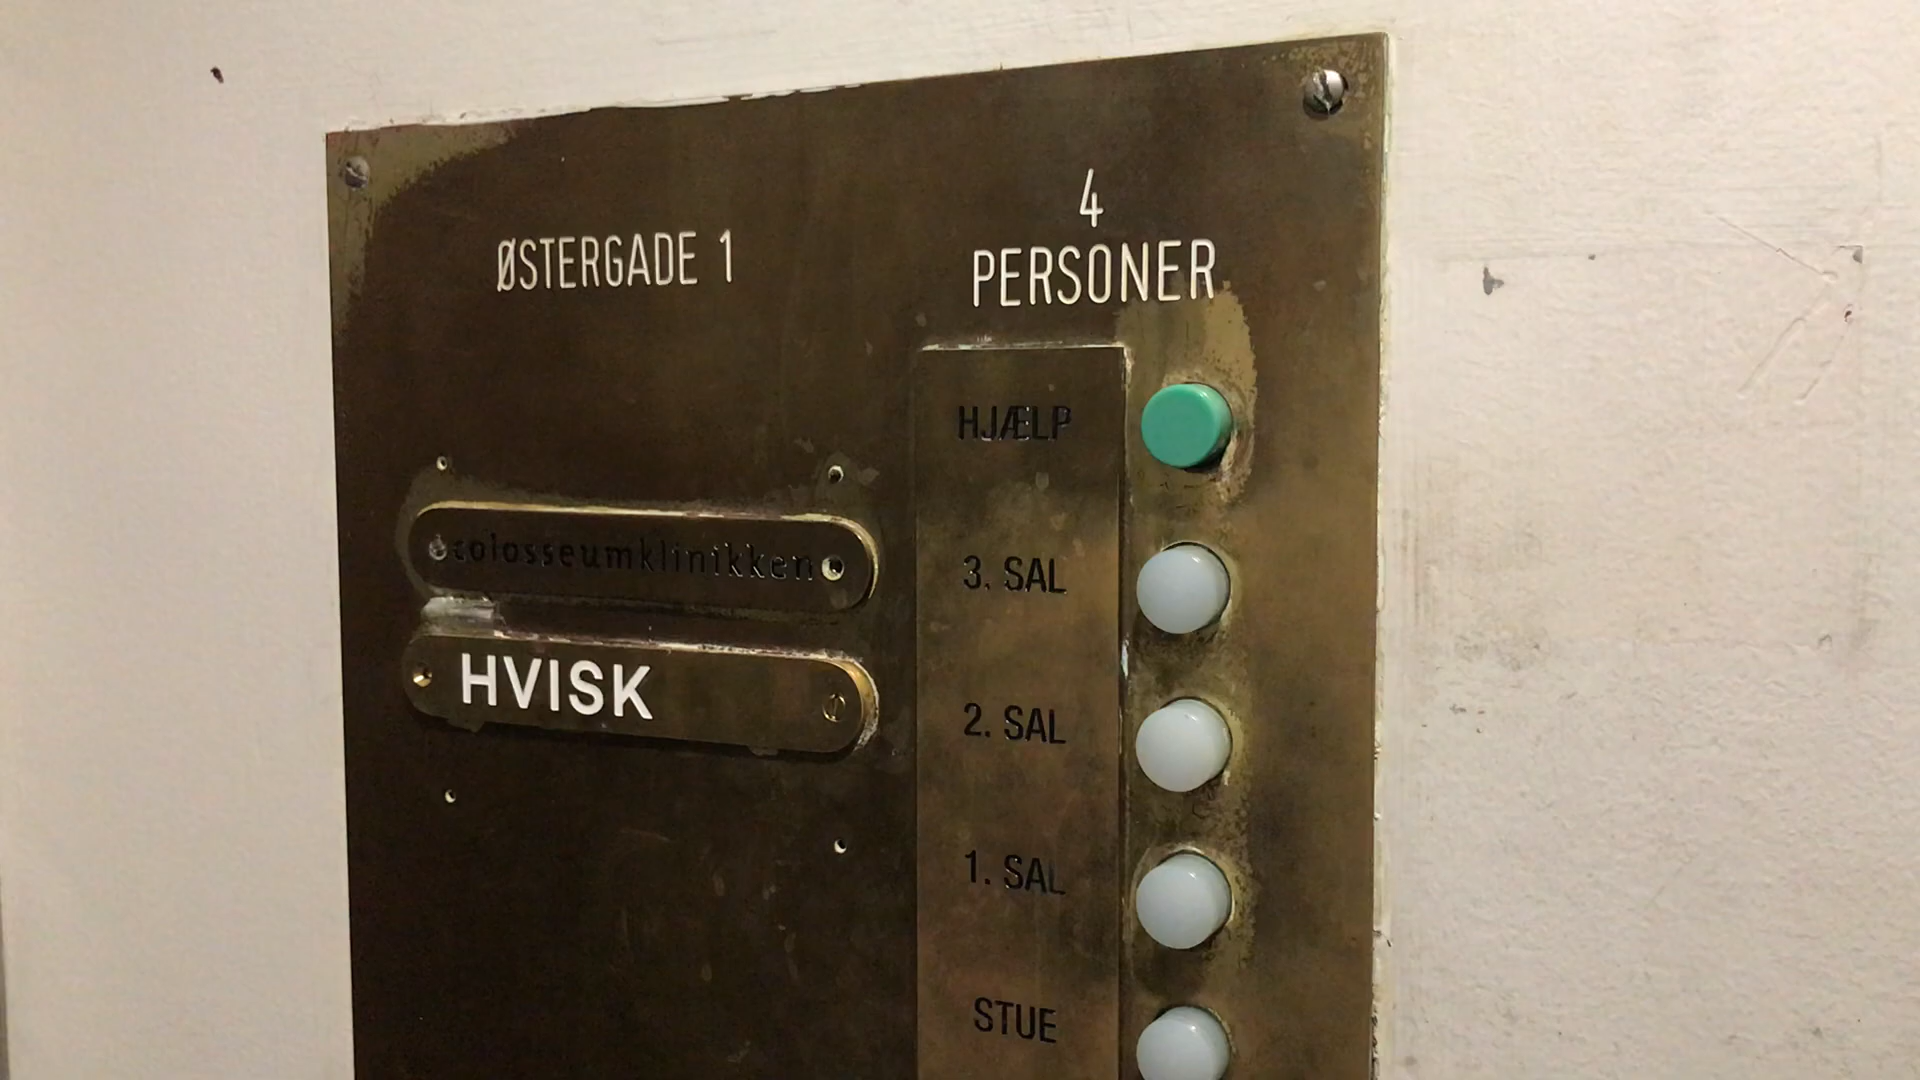 ØSTERGADE 1
4
PERSONER
HJÆLP
colosseumklinikken
3. SAL
HVISK
2. SAL
1. SAL
STUE